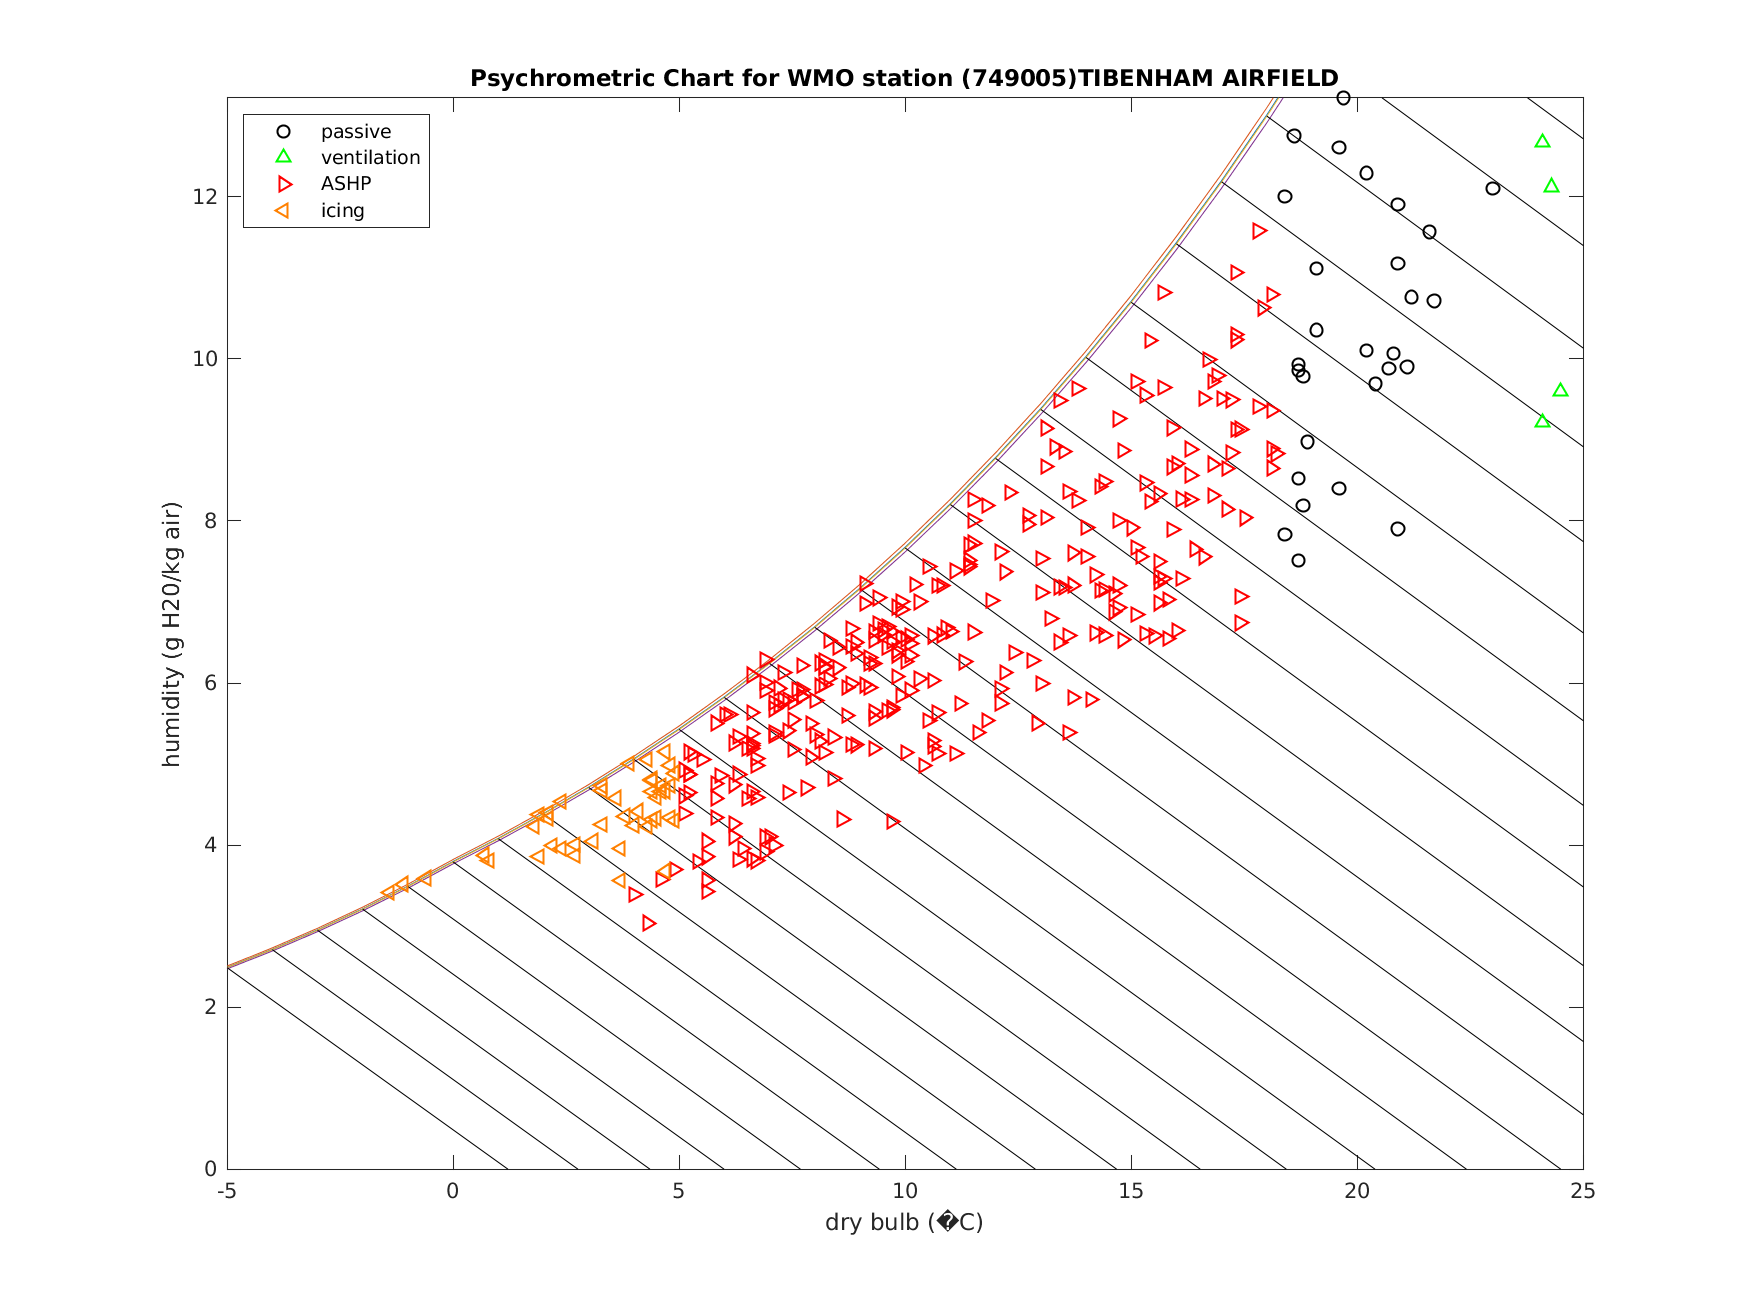 Psychrometric Chart for WMO station (749005)TIBENHAM AIRFIELD
passive
ventilation
ASHP
icing
humidity (g H20/kg air)
12
10
8
6
4
2
0
-5 0 5 10 15 20 25
dry bulb (�C)